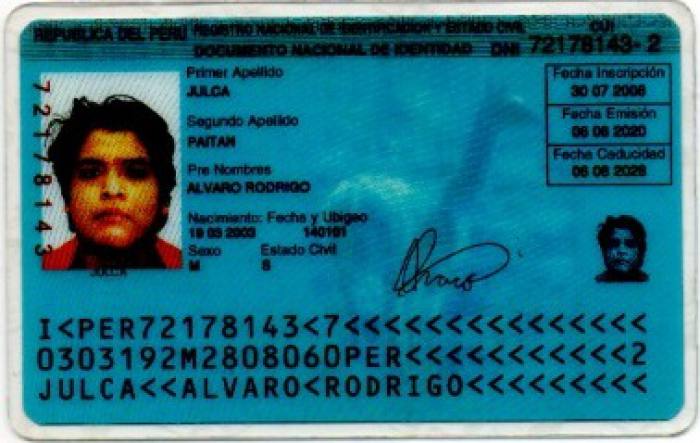 REPUBLICA DEL PERU REGISTRO NACIONAL DE IDENTIFICACION Y ESTADO CIVIL CUI
DOCUMENTO NACIONAL DE IDENTIDAD DNI 72178143-2
Primer Apellido
JULCA
Segundo Apellido
PAITAN
Pre Nombres
ALVARO RODRIGO
Nacimiento: Fecha y Ubigeo
19 03 2003 140101
Sexo Estado Civil
M S
Fecha Inscripción
30 07
Fecha Emisión
06 08 2020
Fecha Caducidad
06 08 2028
72178143
JULCA
I<PER72178143<7<<<<<<<<<<<<<<<
0303192M2808060PER<<<<<<<<<<<2
JULCA<<ALVARO<RODRIGO<<<<<<<<<